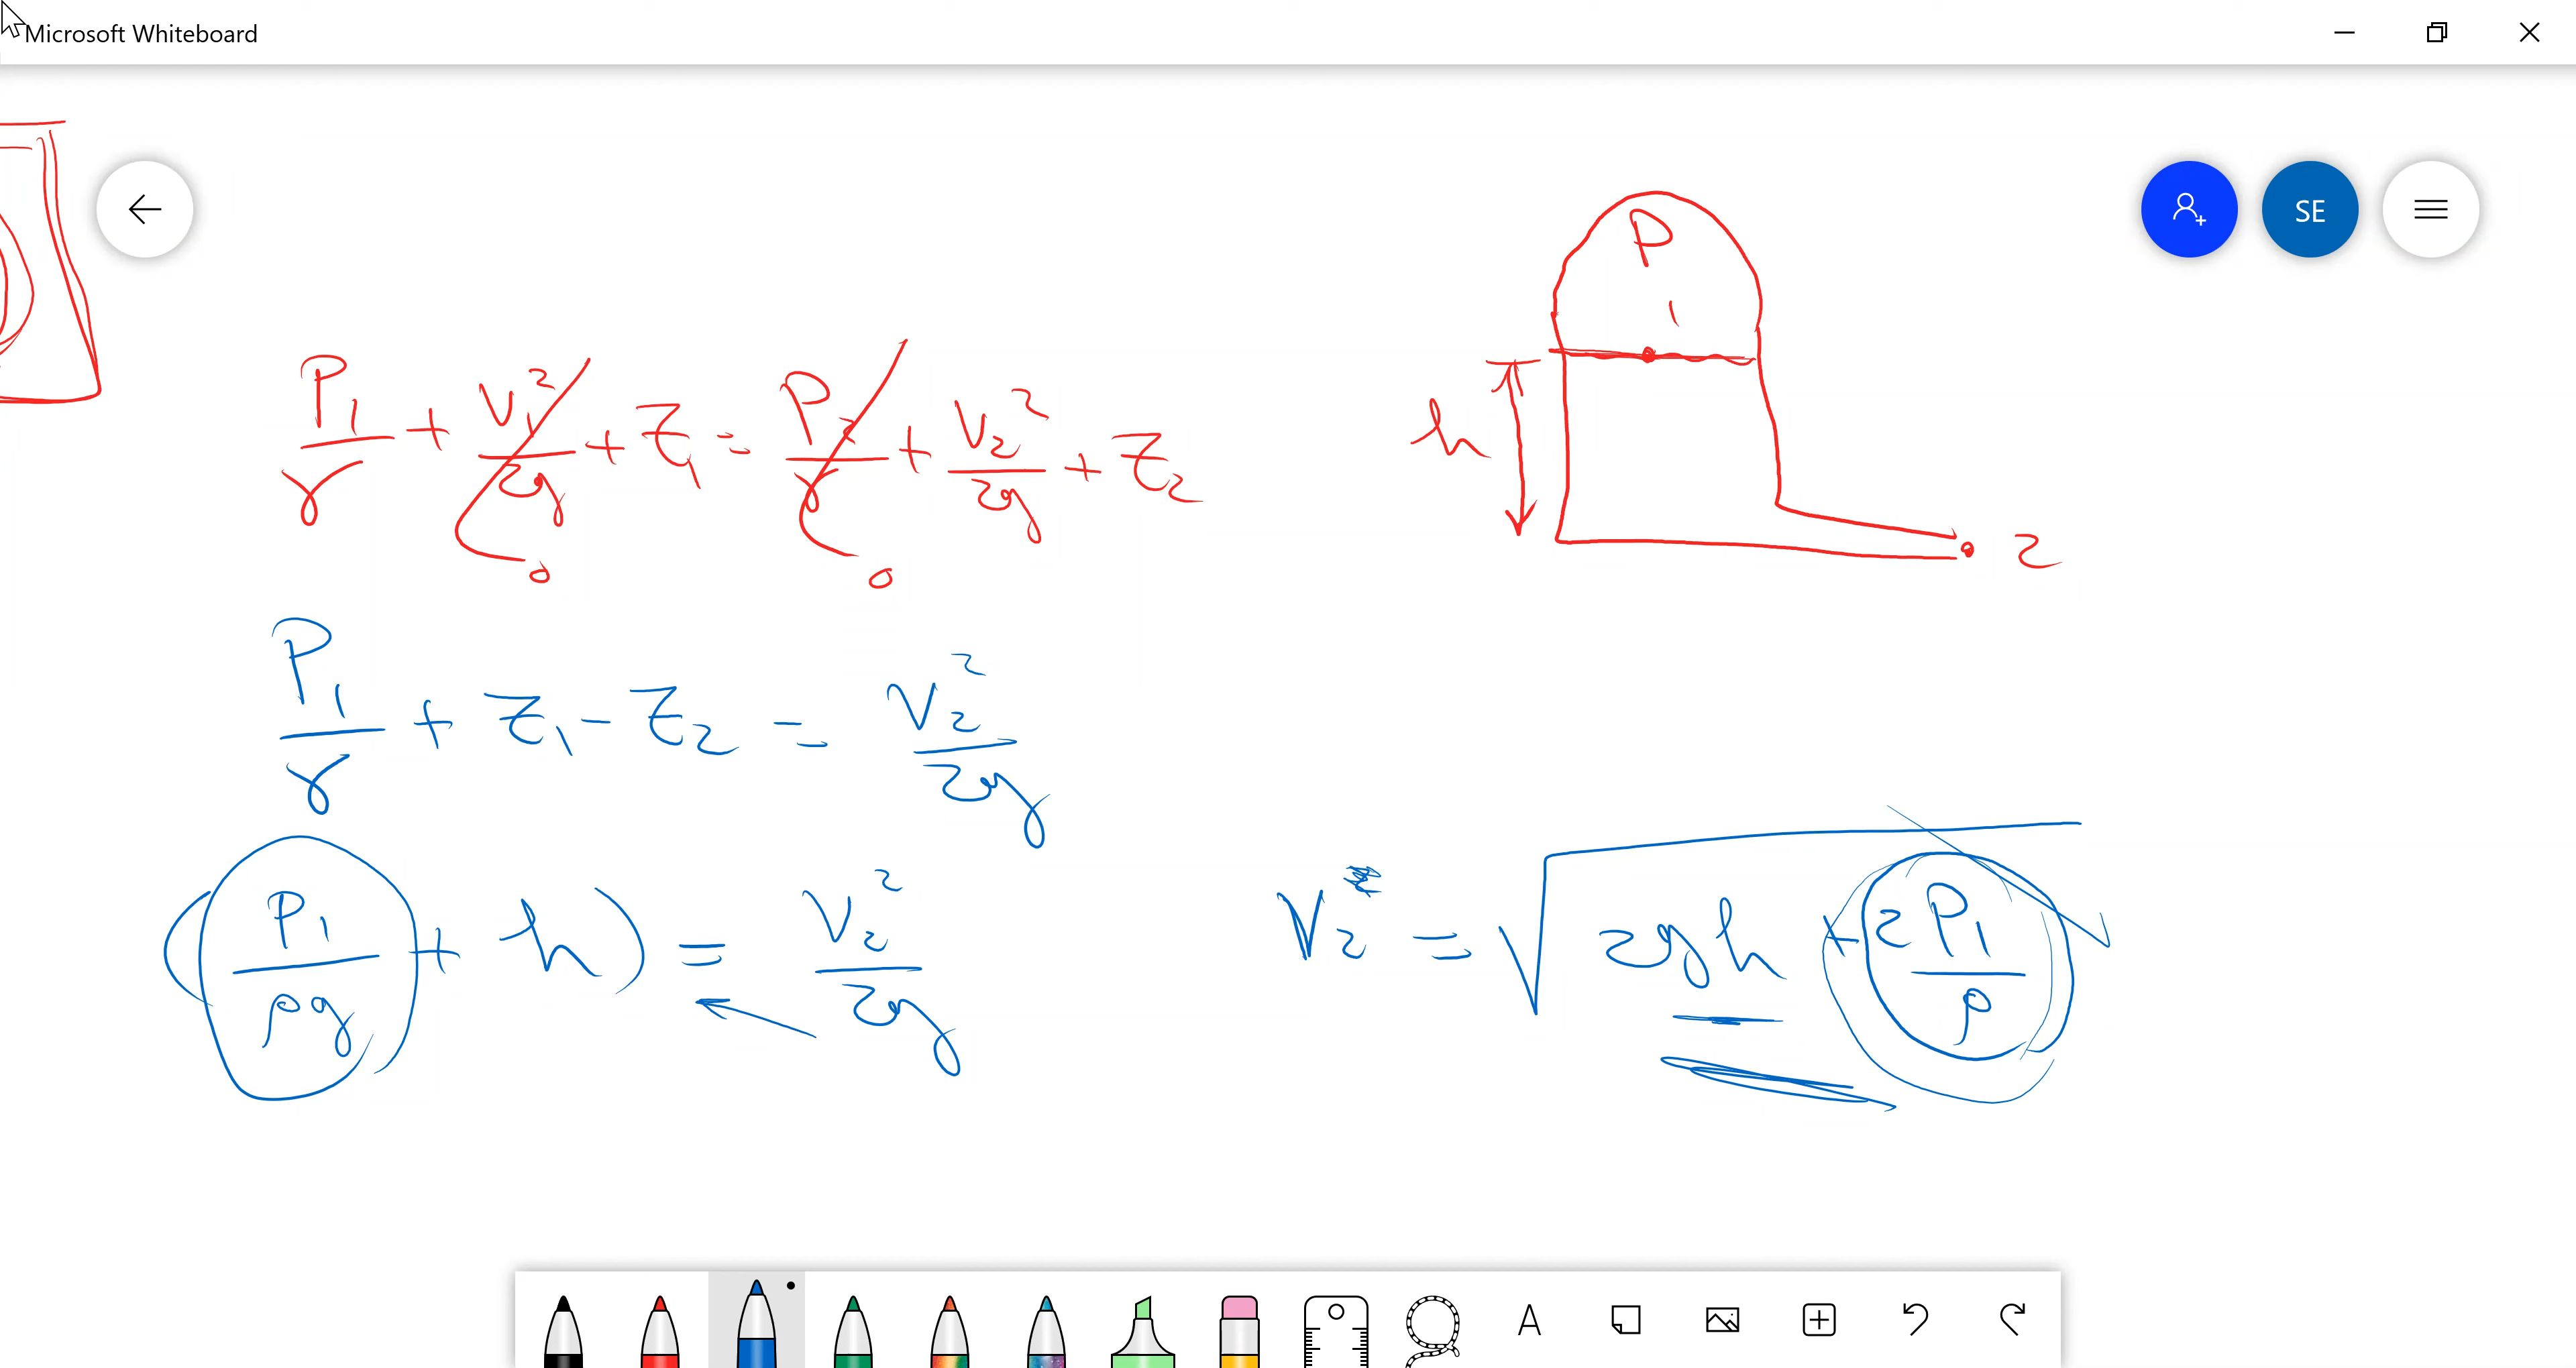 Microsoft Whiteboard
SE
P
1
h
2
P₁/γ + V₁²/2g + Z₁ = P₂/γ + V₂²/2g + Z₂
0 0
P₁/γ + Z₁ - Z₂ = V₂²/2g
(P₁/ρg + h) = V₂²/2g
V₂ = √(2gh + 2P₁/ρ)